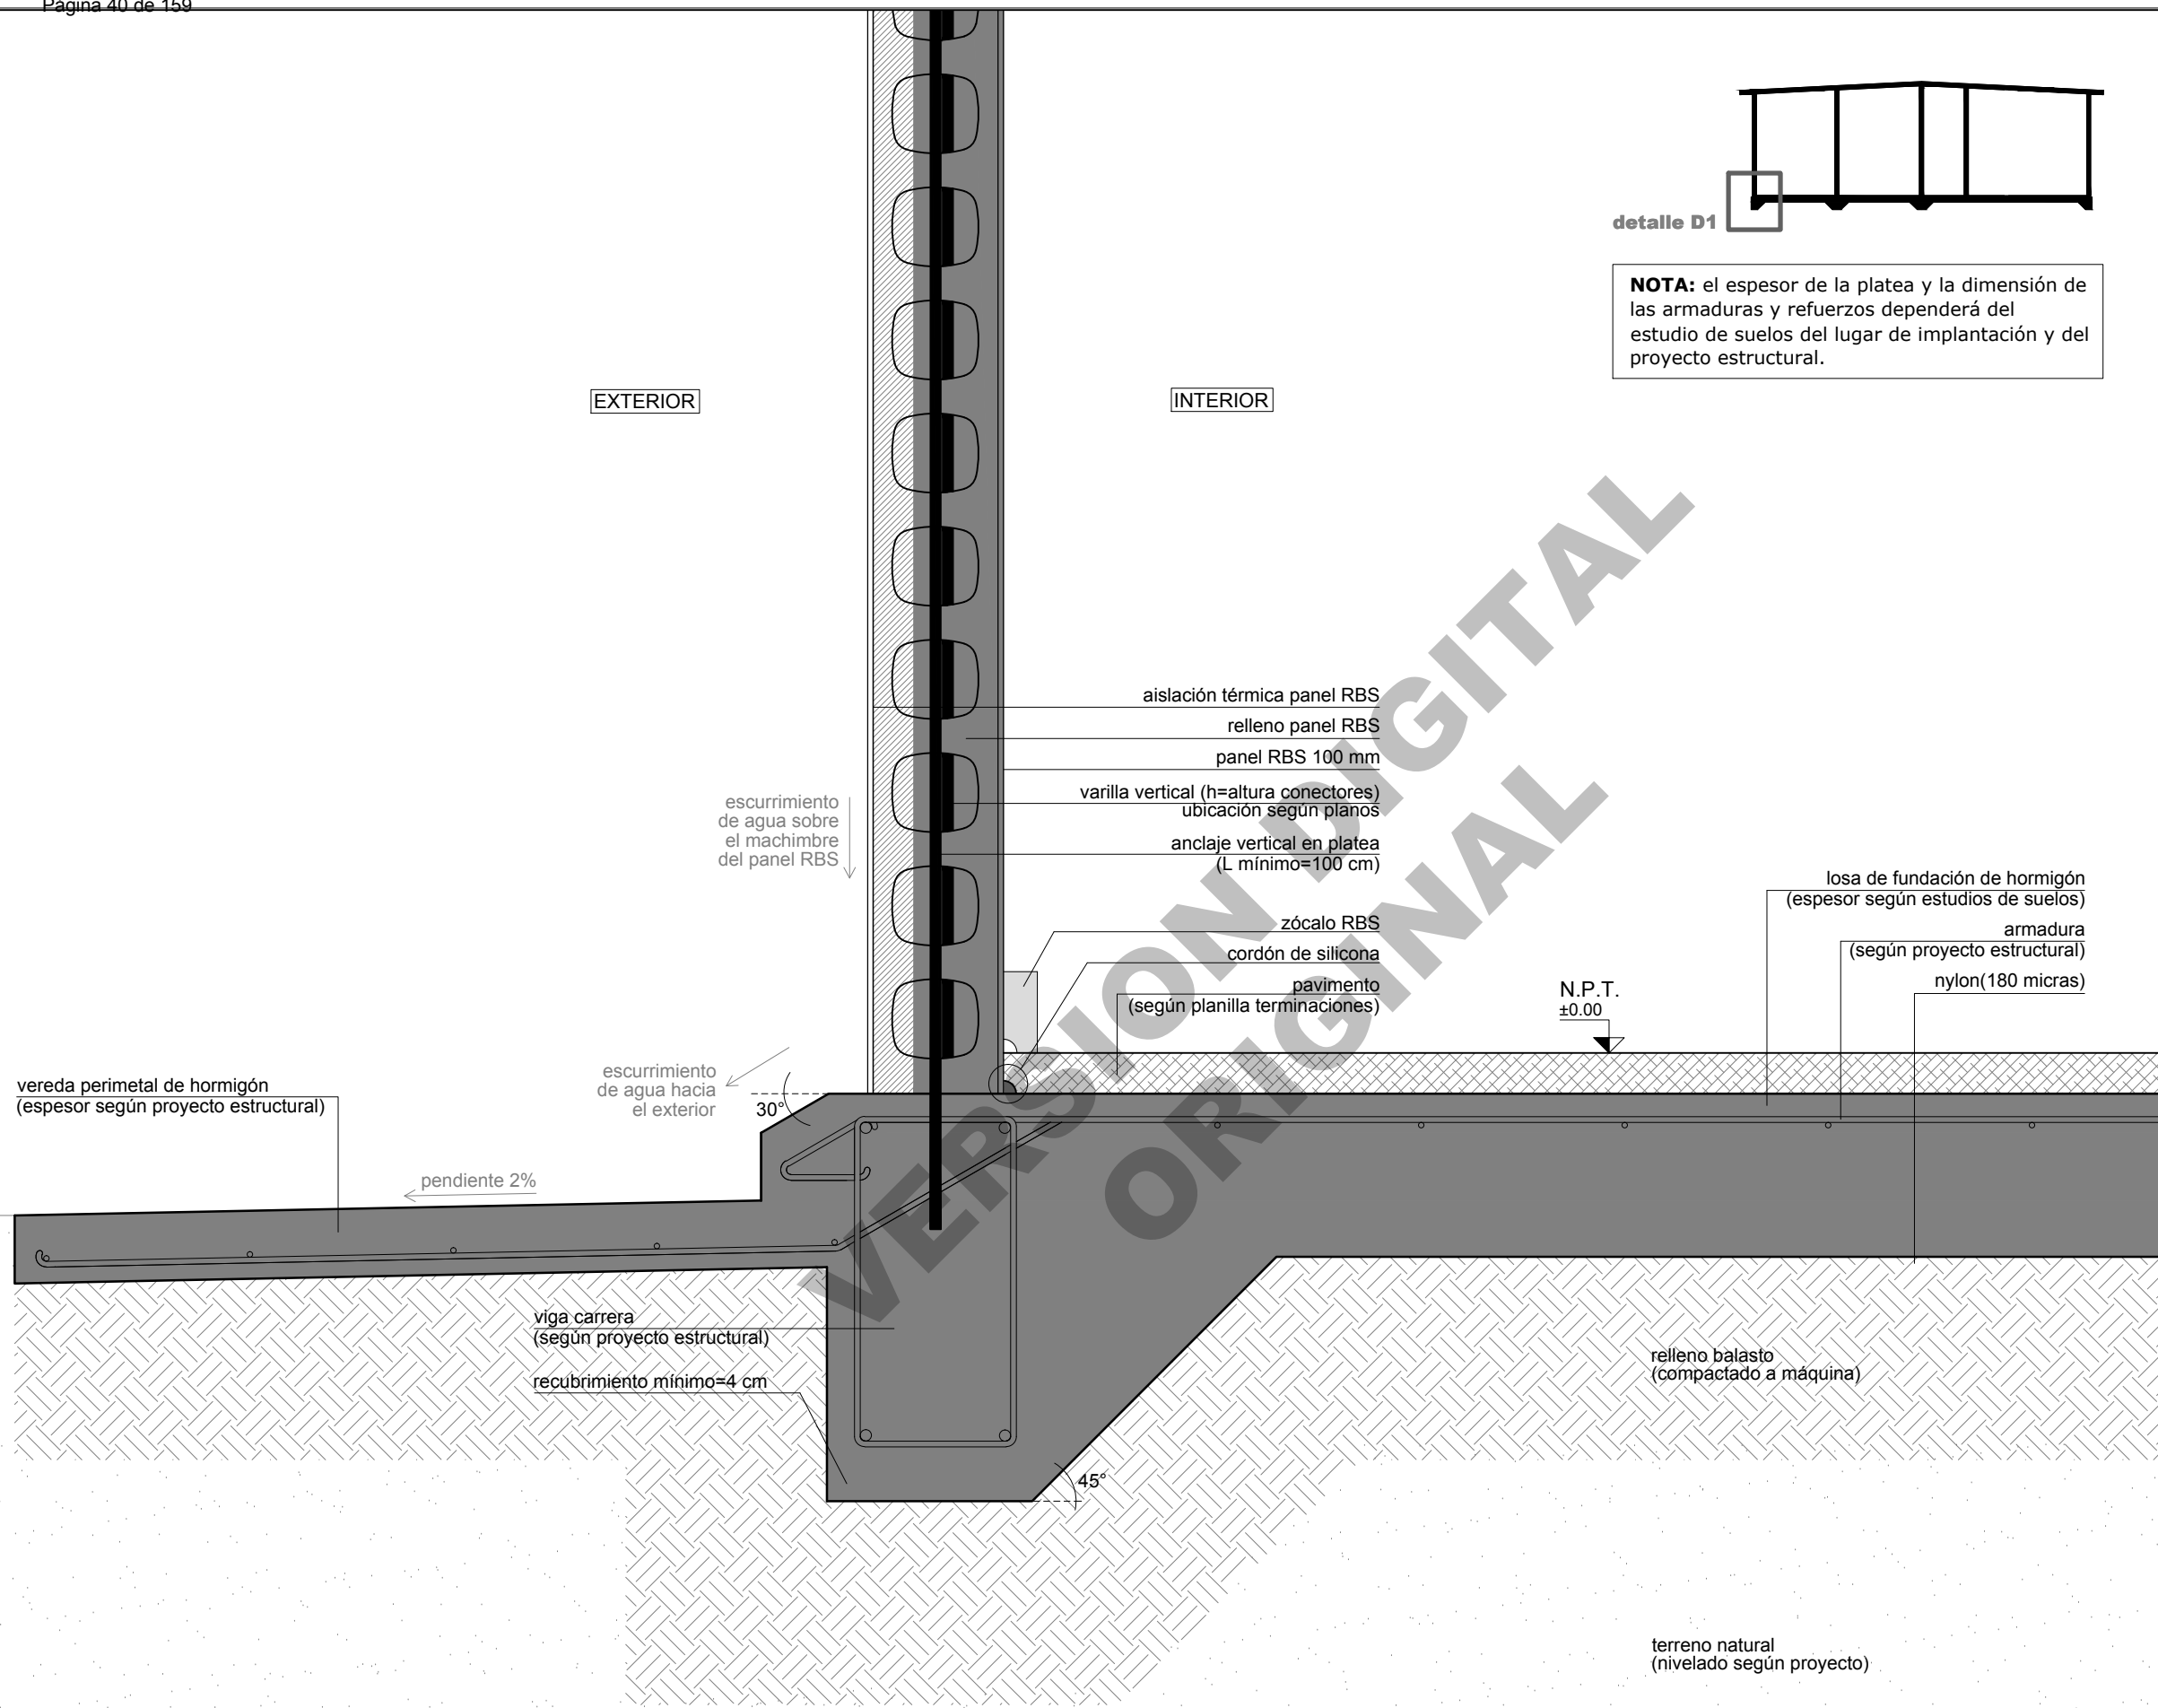 Página 40 de 159
detalle D1
NOTA: el espesor de la platea y la dimensión de
las armaduras y refuerzos dependerá del
estudio de suelos del lugar de implantación y del
proyecto estructural.
EXTERIOR
INTERIOR
aislación térmica panel RBS
relleno panel RBS
panel RBS 100 mm
varilla vertical (h=altura conectores)
ubicación según planos
anclaje vertical en platea
(L mínimo=100 cm)
escurrimiento
de agua sobre
el machimbre
del panel RBS
zócalo RBS
cordón de silicona
pavimento
(según planilla terminaciones)
losa de fundación de hormigón
(espesor según estudios de suelos)
armadura
(según proyecto estructural)
nylon(180 micras)
N.P.T.
±0.00
vereda perimetal de hormigón
(espesor según proyecto estructural)
escurrimiento
de agua hacia
el exterior
30°
pendiente 2%
viga carrera
(según proyecto estructural)
recubrimiento mínimo=4 cm
45°
relleno balasto
(compactado a máquina)
terreno natural
(nivelado según proyecto)
VERSION DIGITAL
ORIGINAL